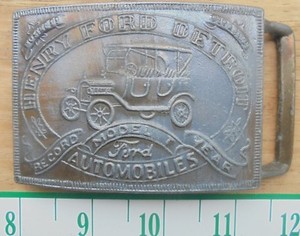 HENRY FORD DETROIT
MODEL T
RECORD YEAR
Ford
AUTOMOBILES
8 9 10 11 12